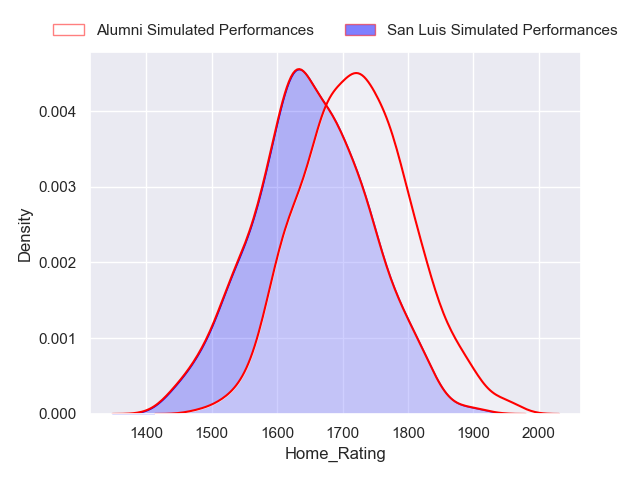 Alumni Simulated Performances San Luis Simulated Performances
0.004
0.003
0.002
0.001
0.000
Density
1400 1500 1600 1700 1800 1900 2000
Home_Rating